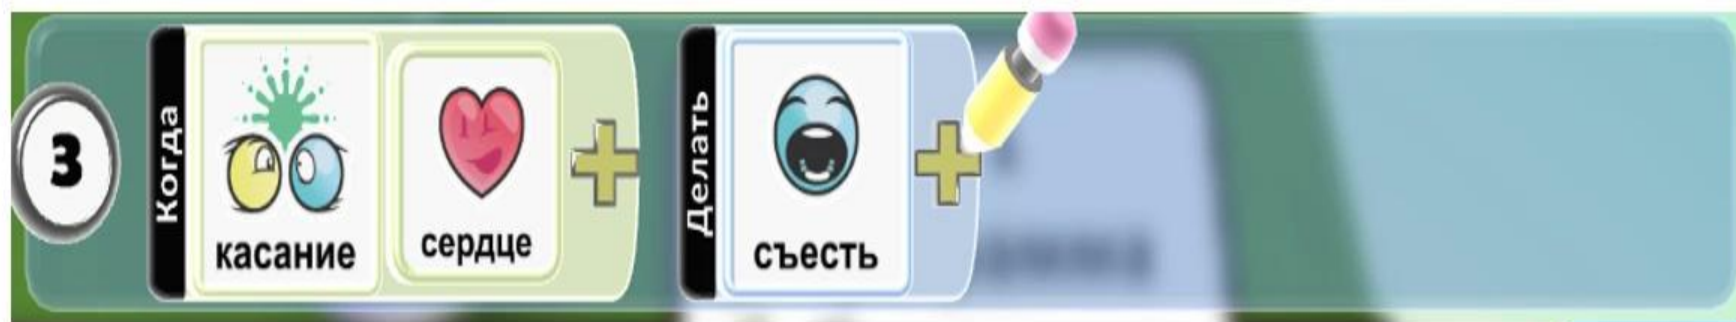 3
Когда
касание
сердце
Делать
съесть